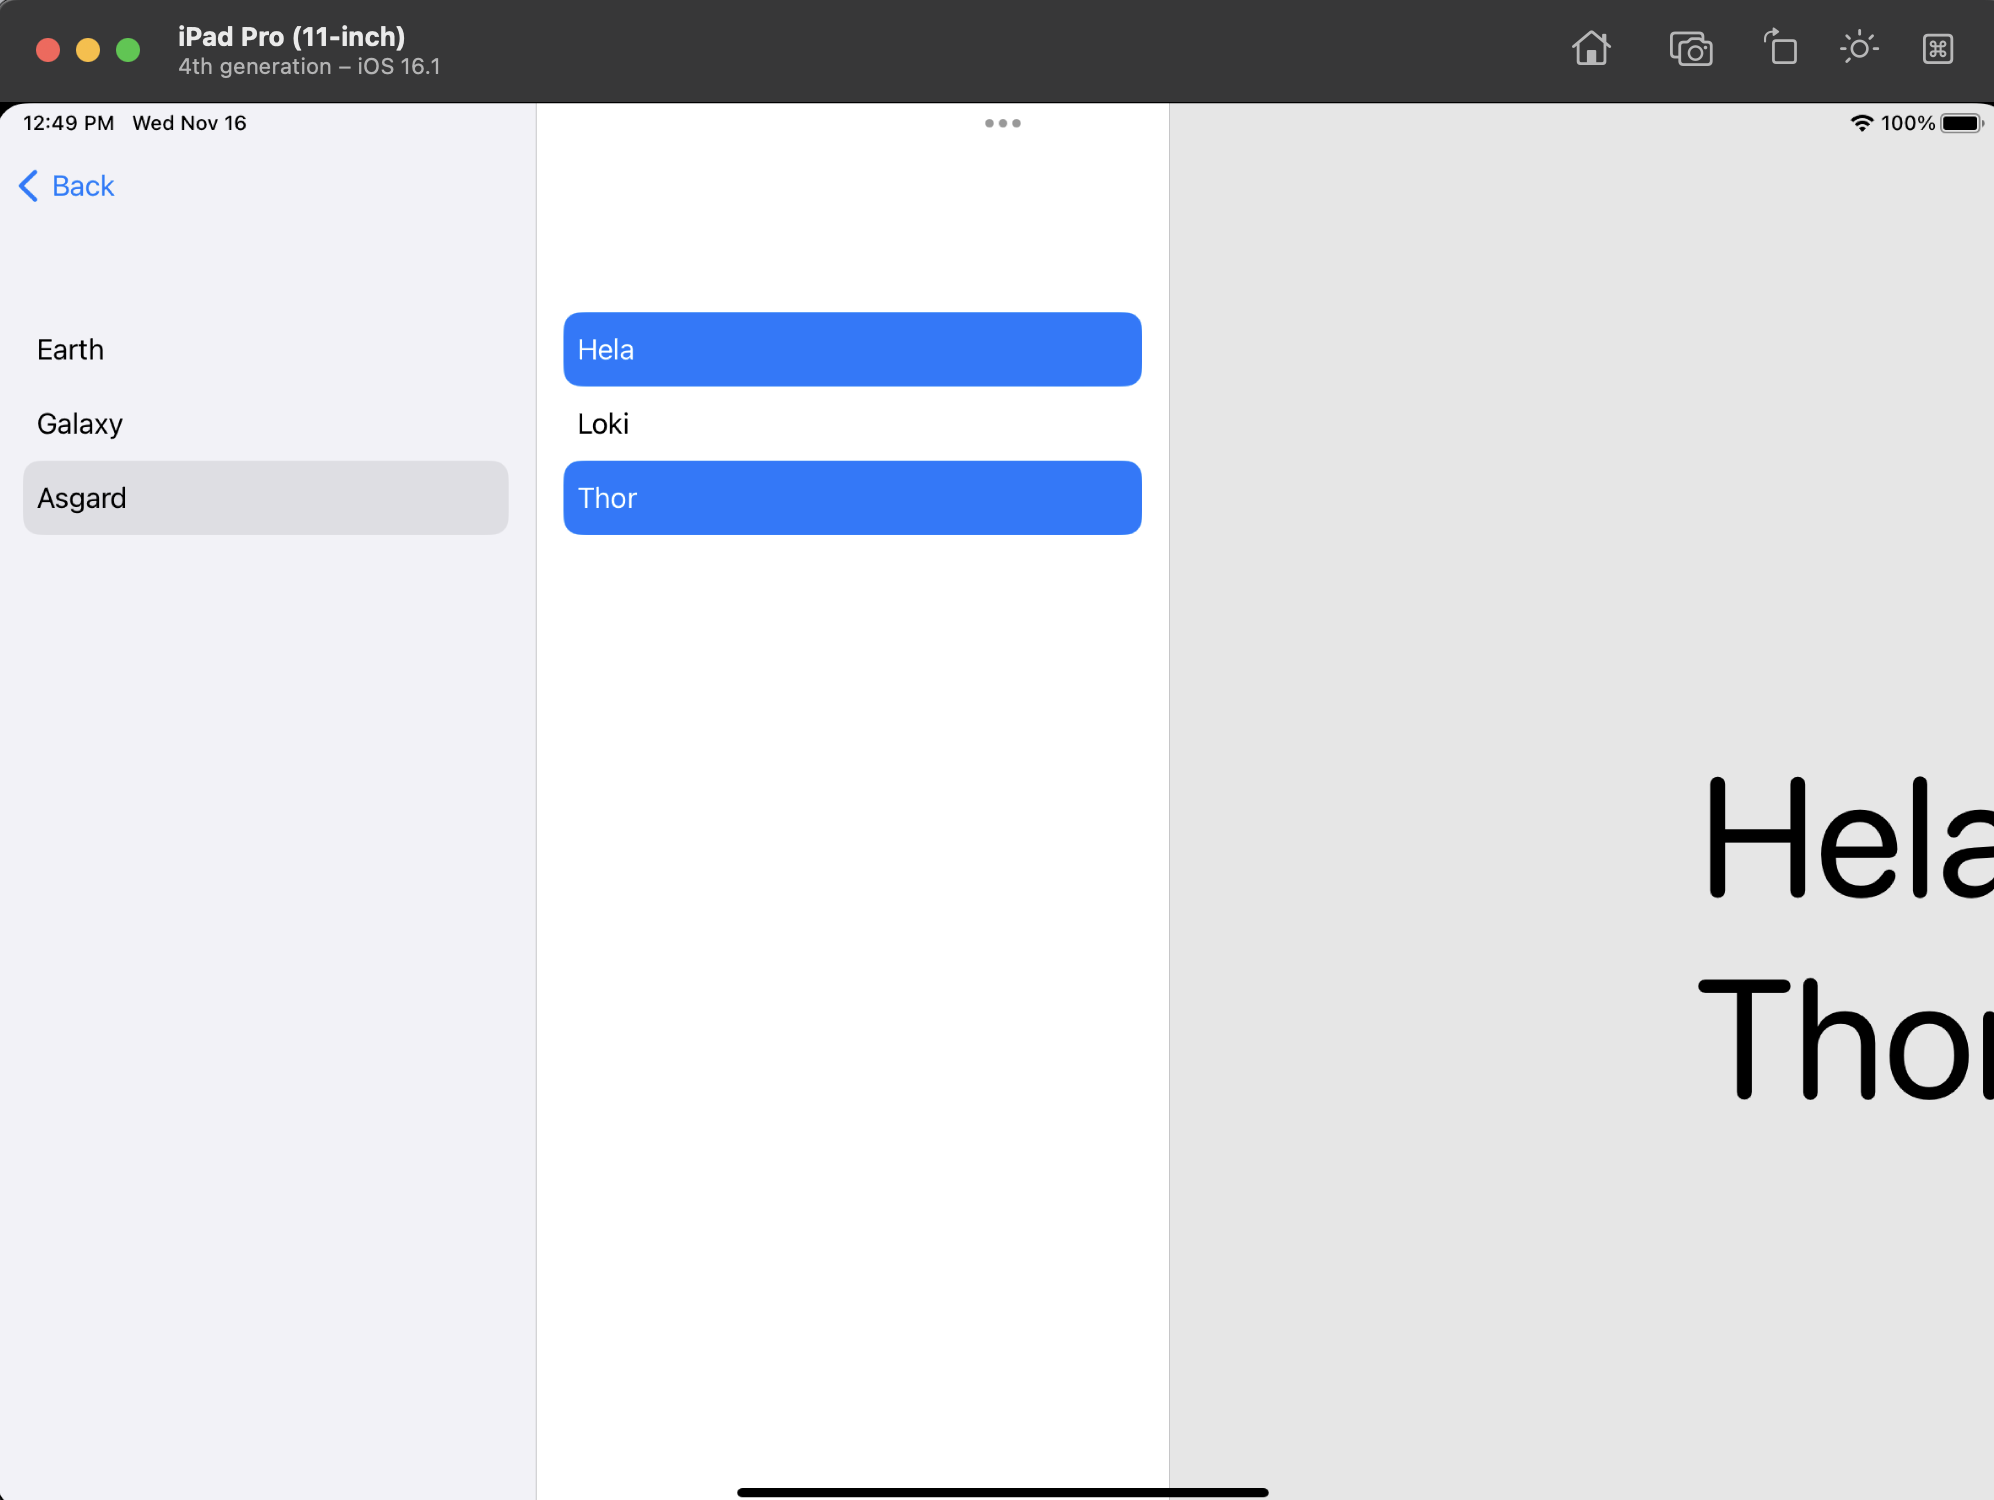 iPad Pro (11-inch)
4th generation – iOS 16.1
12:49 PM Wed Nov 16
100%
Back
Earth
Galaxy
Asgard
Hela
Loki
Thor
Hela
Thor